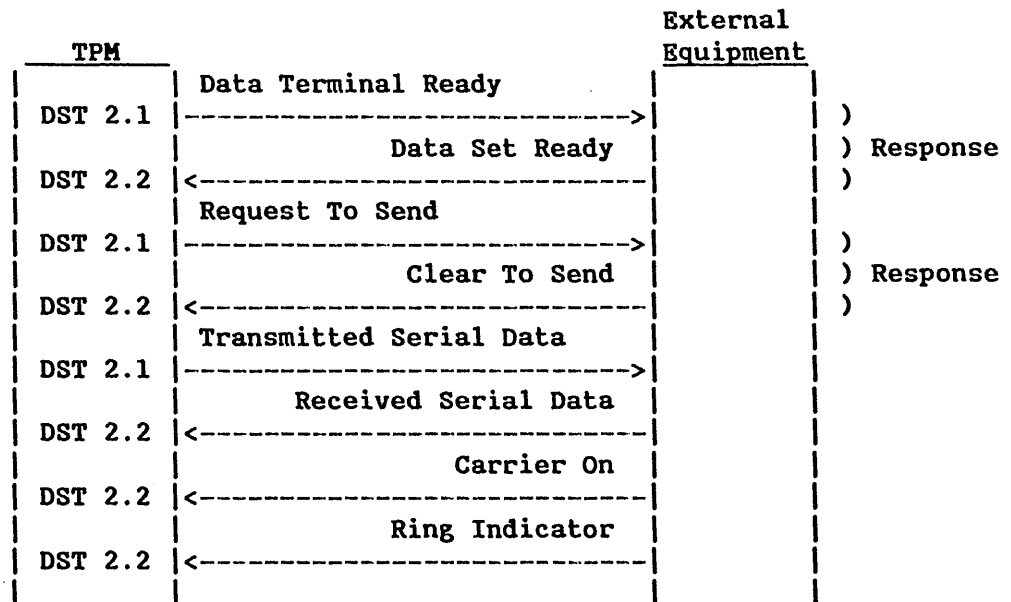 External
TPM Equipment
Data Terminal Ready
DST 2.1 )
Data Set Ready ) Response
DST 2.2 )
Request To Send
DST 2.1 )
Clear To Send ) Response
DST 2.2 )
Transmitted Serial Data
DST 2.1
Received Serial Data
DST 2.2
Carrier On
DST 2.2
Ring Indicator
DST 2.2